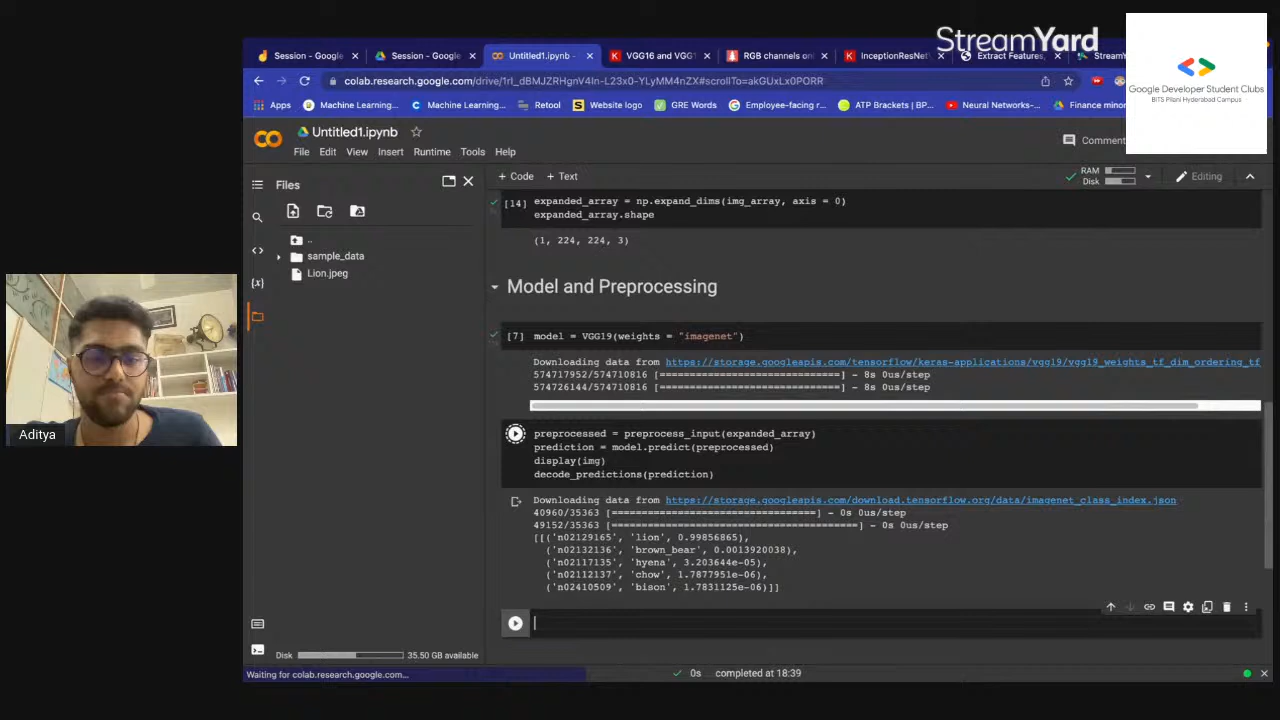 StreamYard
Google Developer Student Clubs
BITS Pilani Hyderabad Campus
Session - Google
Session - Google
Untitled1.ipynb
VGG16 and VGG1
RGB channels on
InceptionResNetV
Extract Features,
StreamY
colab.research.google.com/drive/1rI_dBMJZRHgnV4ln-L23x0-YLyMM4nZX#scrollTo=akGUxLx0PORR
Apps
Machine Learning...
Machine Learning...
Retool
Website logo
GRE Words
Employee-facing r...
ATP Brackets | BP...
Neural Networks-...
Finance minor
CO
Untitled1.ipynb
File Edit View Insert Runtime Tools Help
Comment
Files
+ Code + Text
RAM
Disk
Editing
..
sample_data
Lion.jpeg
[14] expanded_array = np.expand_dims(img_array, axis = 0)
expanded_array.shape
(1, 224, 224, 3)
Model and Preprocessing
[7] model = VGG19(weights = "imagenet")
Downloading data from https://storage.googleapis.com/tensorflow/keras-applications/vgg19/vgg19_weights_tf_dim_ordering_tf
574717952/574710816 [==============================] - 8s 0us/step
574726144/574710816 [==============================] - 8s 0us/step
preprocessed = preprocess_input(expanded_array)
prediction = model.predict(preprocessed)
display(img)
decode_predictions(prediction)
Downloading data from https://storage.googleapis.com/download.tensorflow.org/data/imagenet_class_index.json
40960/35363 [==================================] - 0s 0us/step
49152/35363 [=========================================] - 0s 0us/step
[[('n02129165', 'lion', 0.99856865),
('n02132136', 'brown_bear', 0.0013920038),
('n02117135', 'hyena', 3.203644e-05),
('n02112137', 'chow', 1.7877951e-06),
('n02410509', 'bison', 1.7831125e-06)]]
Disk 35.50 GB available
Waiting for colab.research.google.com...
0s completed at 18:39
Aditya